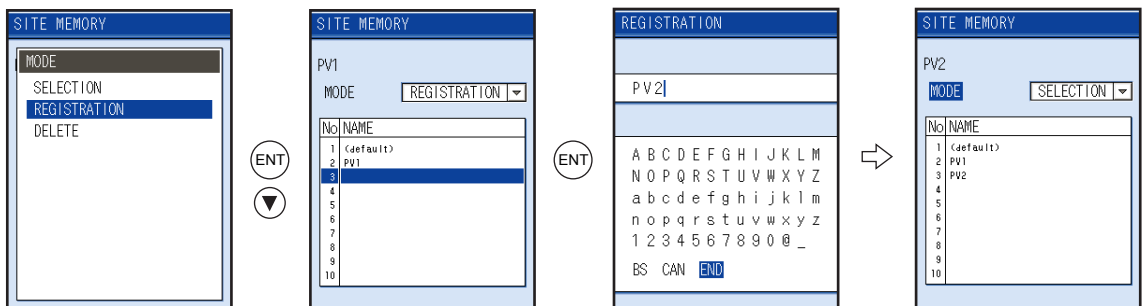 SITE MEMORY
MODE
SELECTION
REGISTRATION
DELETE
ENT
▼
SITE MEMORY
PV1
MODE REGISTRATION ▼
No NAME
1 (default)
2 PV1
3
4
5
6
7
8
9
10
ENT
REGISTRATION
PV2
A B C D E F G H I J K L M
N O P Q R S T U V W X Y Z
a b c d e f g h i j k l m
n o p q r s t u v w x y z
1 2 3 4 5 6 7 8 9 0 @ _
BS CAN END
SITE MEMORY
PV2
MODE SELECTION ▼
No NAME
1 (default)
2 PV1
3 PV2
4
5
6
7
8
9
10